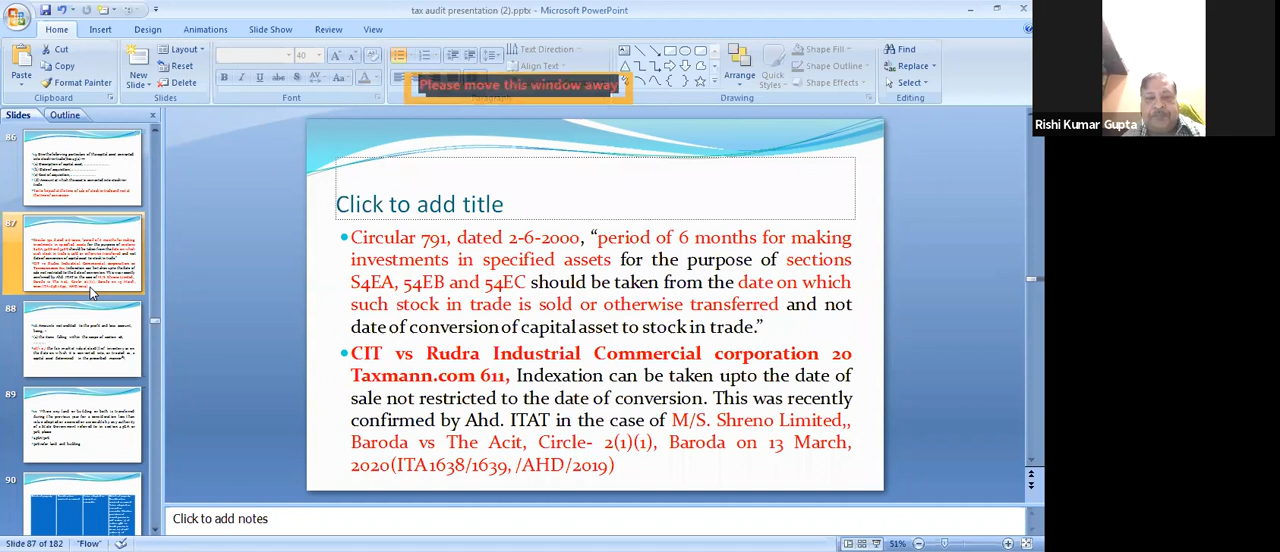 tax audit presentation (2).pptx - Microsoft PowerPoint
Home Insert Design Animations Slide Show Review View
Cut
Copy
Format Painter
Paste
Clipboard
New
Slide
Layout
Reset
Delete
Slides
40
Font
Text Direction
Align Text
Please move this window away
Paragraph
Arrange
Quick
Styles
Shape Fill
Shape Outline
Shape Effects
Drawing
Find
Replace
Select
Editing
Rishi Kumar Gupta
Slides Outline
86
87
88
89
90
Click to add title
•Circular 791, dated 2-6-2000, “period of 6 months for making
investments in specified assets for the purpose of sections
S4EA, 54EB and 54EC should be taken from the date on which
such stock in trade is sold or otherwise transferred and not
date of conversion of capital asset to stock in trade.”
•CIT vs Rudra Industrial Commercial corporation 20
Taxmann.com 611, Indexation can be taken upto the date of
sale not restricted to the date of conversion. This was recently
confirmed by Ahd. ITAT in the case of M/S. Shreno Limited,,
Baroda vs The Acit, Circle- 2(1)(1), Baroda on 13 March,
2020(ITA1638/1639, /AHD/2019)
Click to add notes
Slide 87 of 182 "Flow" 51%